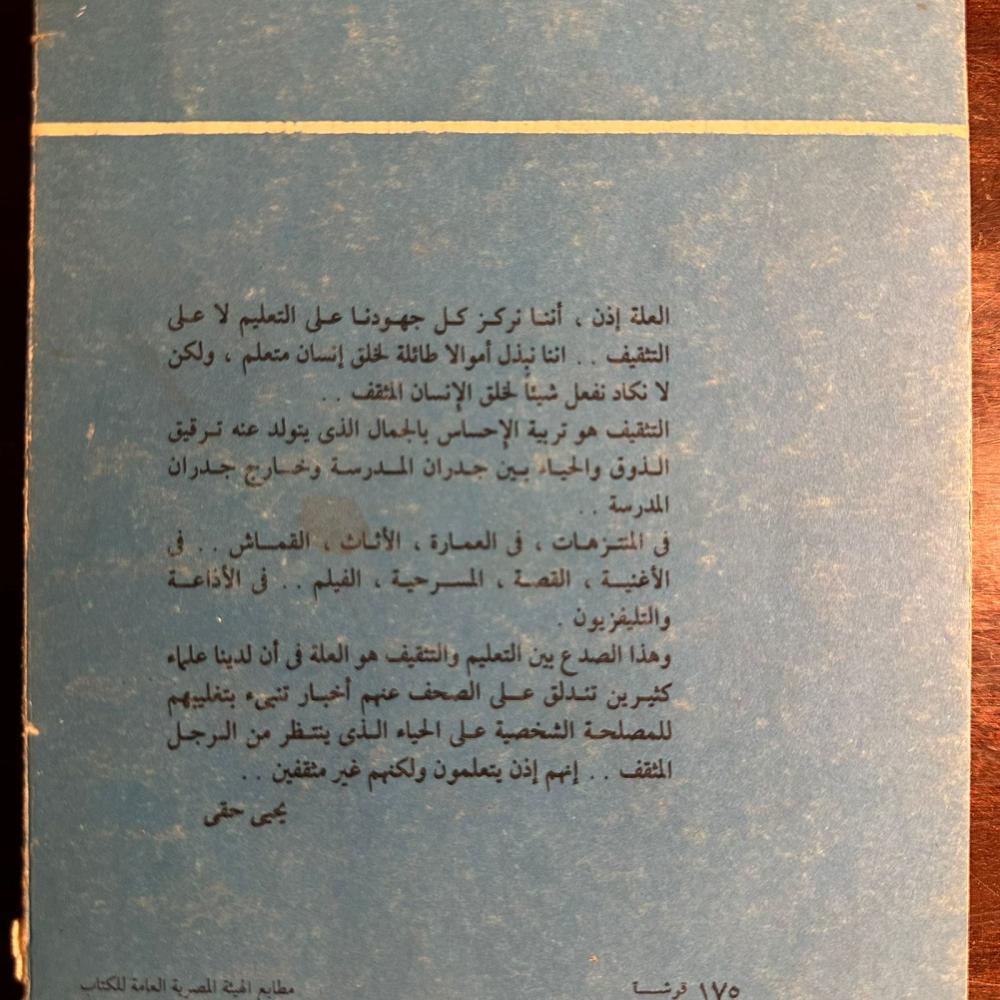 العلة إذن ، أننا نركز كل جهودنا على التعليم لا على
التثقيف . . اننا نبذل أموالا طائلة لخلق إنسان متعلم ، ولكن
لا نكاد نفعل شيئاً لخلق الإنسان المثقف . .
التثقيف هو تربية الإحساس بالجمال الذى يتولد عنه ترقيق
الذوق والحياء بين جدران المدرسة وخارج جدران
المدرسة . .
فى المتنزهات ، فى العمارة ، الأثاث ، القماش . . فى
الأغنية ، القصة ، المسرحية ، الفيلم . . فى الأذاعة
والتليفزيون .
وهذا الصدع بين التعليم والتثقيف هو العلة فى أن لدينا علماء
كثيرين تندلق على الصحف عنهم أخبار تنبىء بتغليبهم
للمصلحة الشخصية على الحياء الذى ينتظر من الرجل
المثقف . . إنهم إذن يتعلمون ولكنهم غير مثقفين . .
يحيى حقى
١٧٥ قرشا
مطابع الهيئة المصرية العامة للكتاب